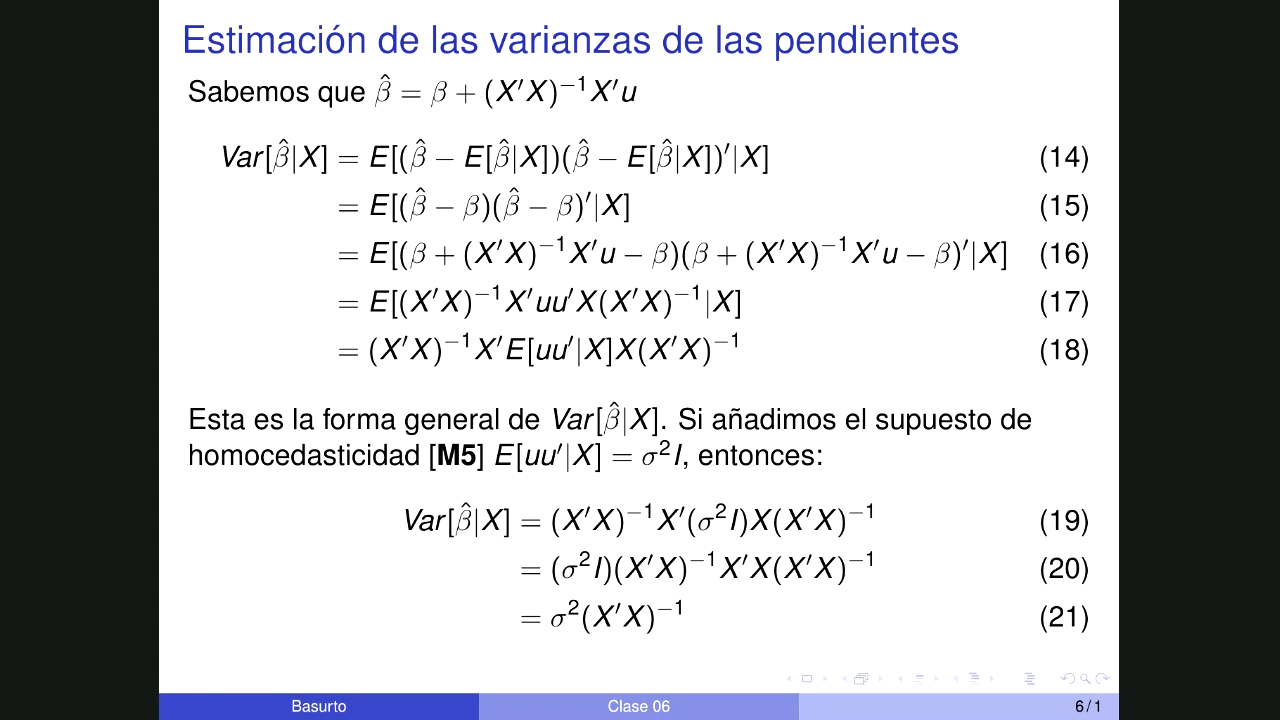 Estimación de las varianzas de las pendientes
Sabemos que β̂ = β + (X′X)⁻¹X′u
Var[β̂|X] = E[(β̂ − E[β̂|X])(β̂ − E[β̂|X])′|X] (14)
= E[(β̂ − β)(β̂ − β)′|X] (15)
= E[(β + (X′X)⁻¹X′u − β)(β + (X′X)⁻¹X′u − β)′|X] (16)
= E[(X′X)⁻¹X′uu′X(X′X)⁻¹|X] (17)
= (X′X)⁻¹X′E[uu′|X]X(X′X)⁻¹ (18)
Esta es la forma general de Var[β̂|X]. Si añadimos el supuesto de
homocedasticidad [M5] E[uu′|X] = σ²I, entonces:
Var[β̂|X] = (X′X)⁻¹X′(σ²I)X(X′X)⁻¹ (19)
= (σ²I)(X′X)⁻¹X′X(X′X)⁻¹ (20)
= σ²(X′X)⁻¹ (21)
Basurto Clase 06 6 / 1